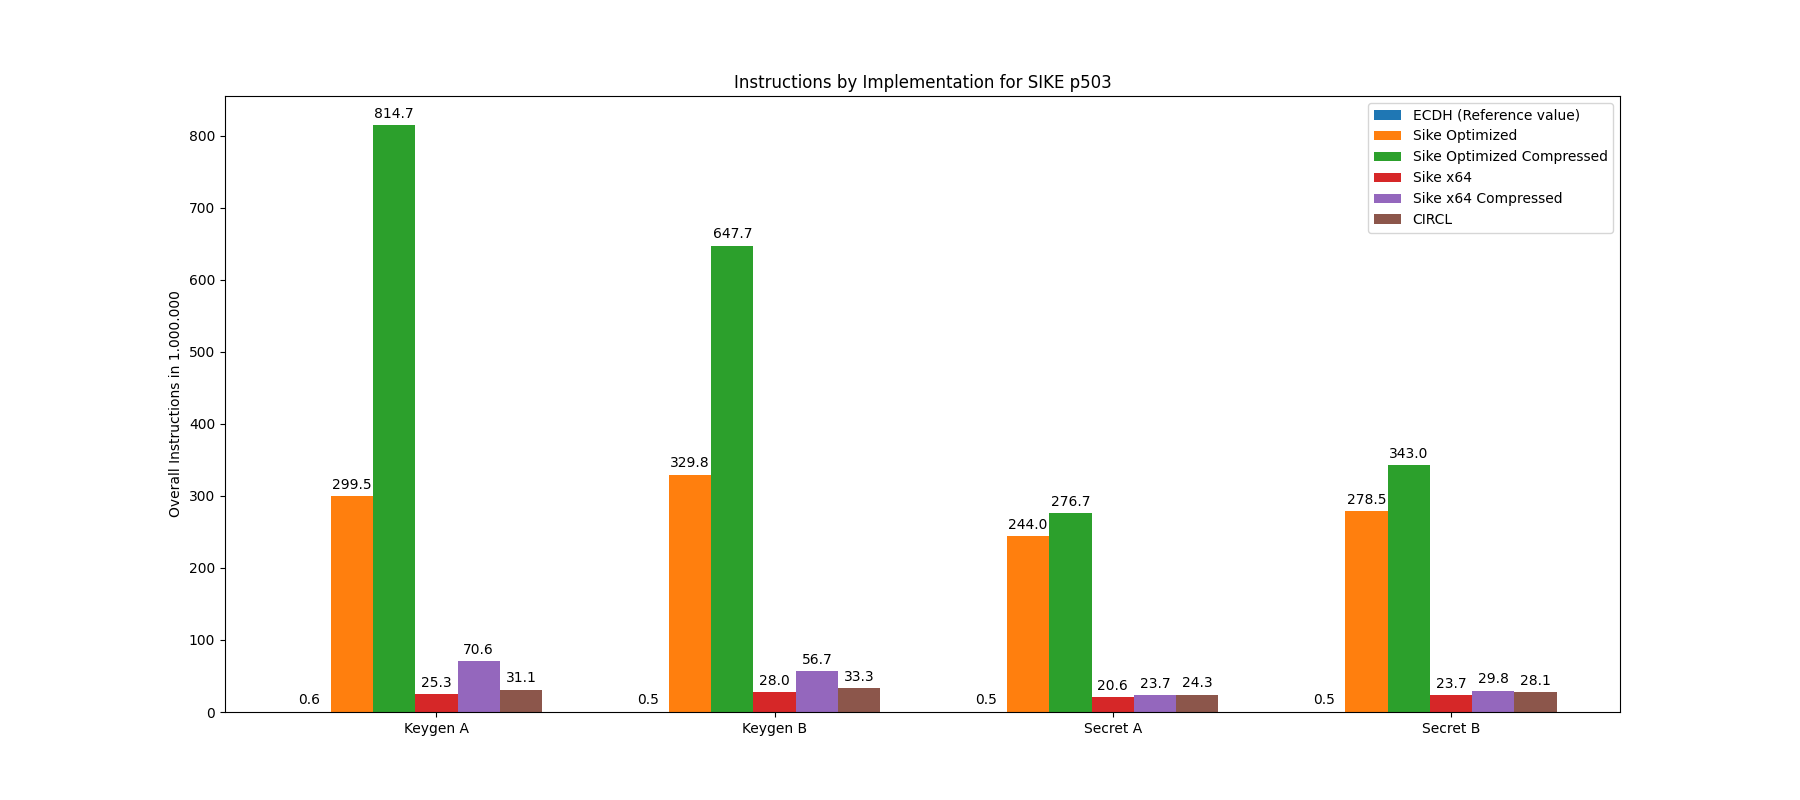 Instructions by Implementation for SIKE p503
Overall Instructions in 1.000.000
800
700
600
500
400
300
200
100
0
ECDH (Reference value)
Sike Optimized
Sike Optimized Compressed
Sike x64
Sike x64 Compressed
CIRCL
0.6
299.5
814.7
25.3
70.6
31.1
0.5
329.8
647.7
28.0
56.7
33.3
0.5
244.0
276.7
20.6
23.7
24.3
0.5
278.5
343.0
23.7
29.8
28.1
Keygen A
Keygen B
Secret A
Secret B